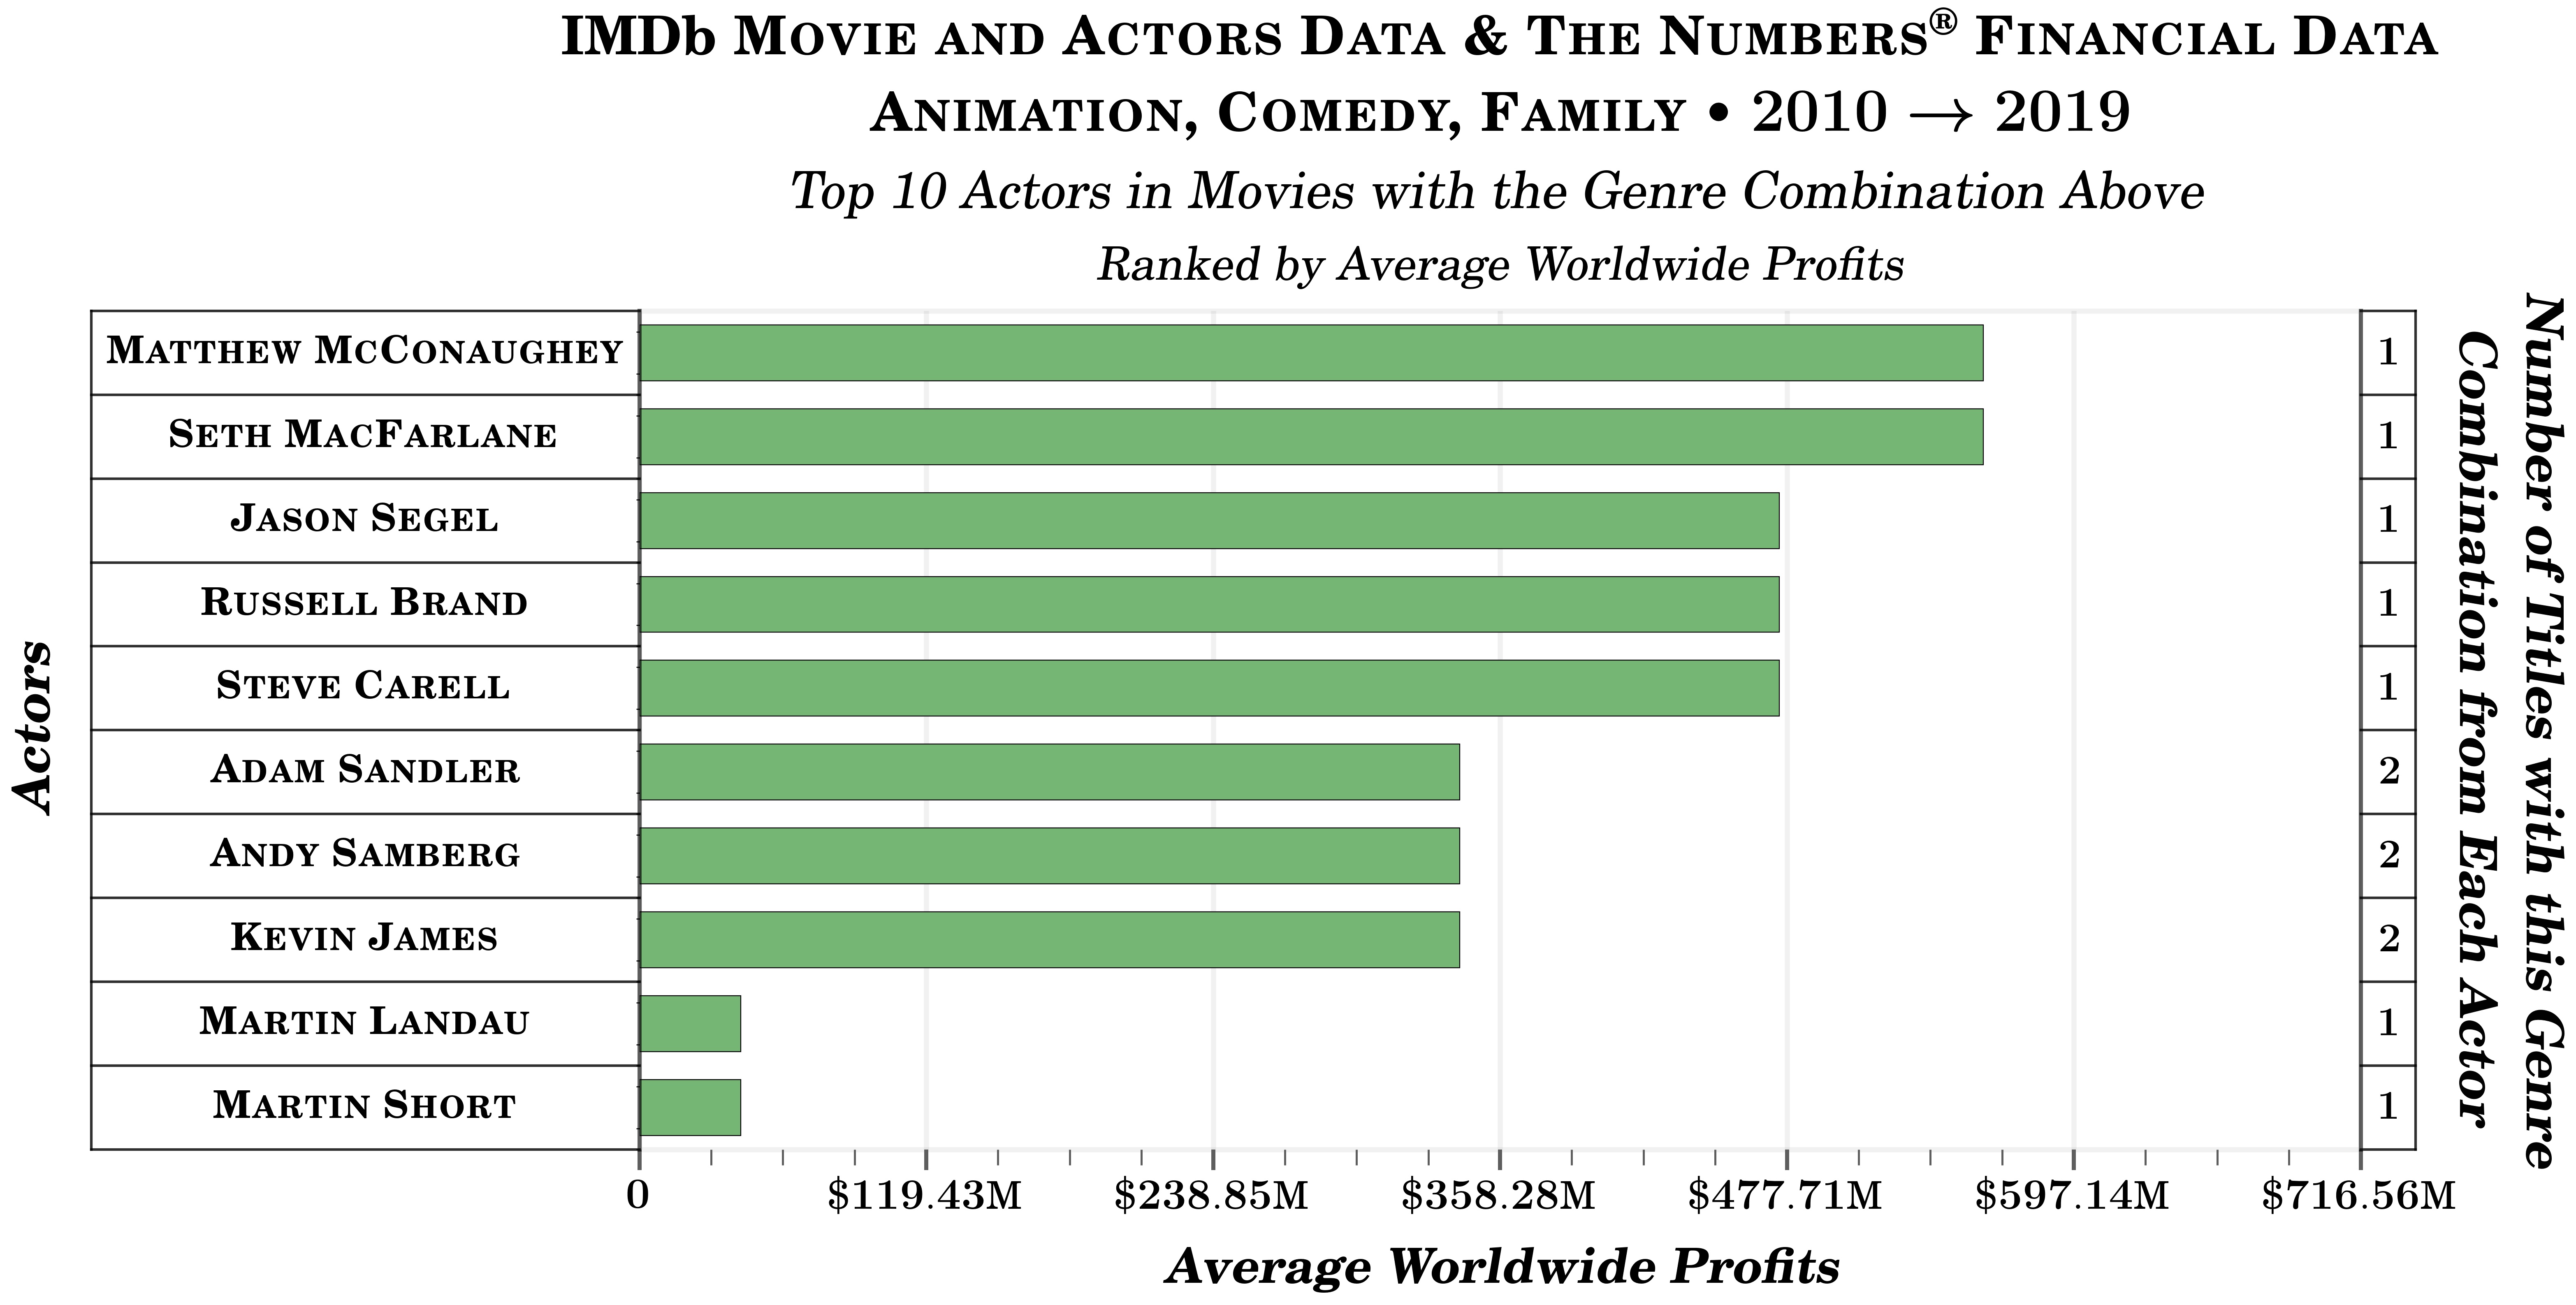 IMDb Movie and Actors Data & The Numbers® Financial Data
Animation, Comedy, Family • 2010 → 2019
Top 10 Actors in Movies with the Genre Combination Above
Ranked by Average Worldwide Profits
Actors
Matthew McConaughey 1
Seth MacFarlane 1
Jason Segel 1
Russell Brand 1
Steve Carell 1
Adam Sandler 2
Andy Samberg 2
Kevin James 2
Martin Landau 1
Martin Short 1
Number of Titles with this Genre
Combination from Each Actor
0 $119.43M $238.85M $358.28M $477.71M $597.14M $716.56M
Average Worldwide Profits